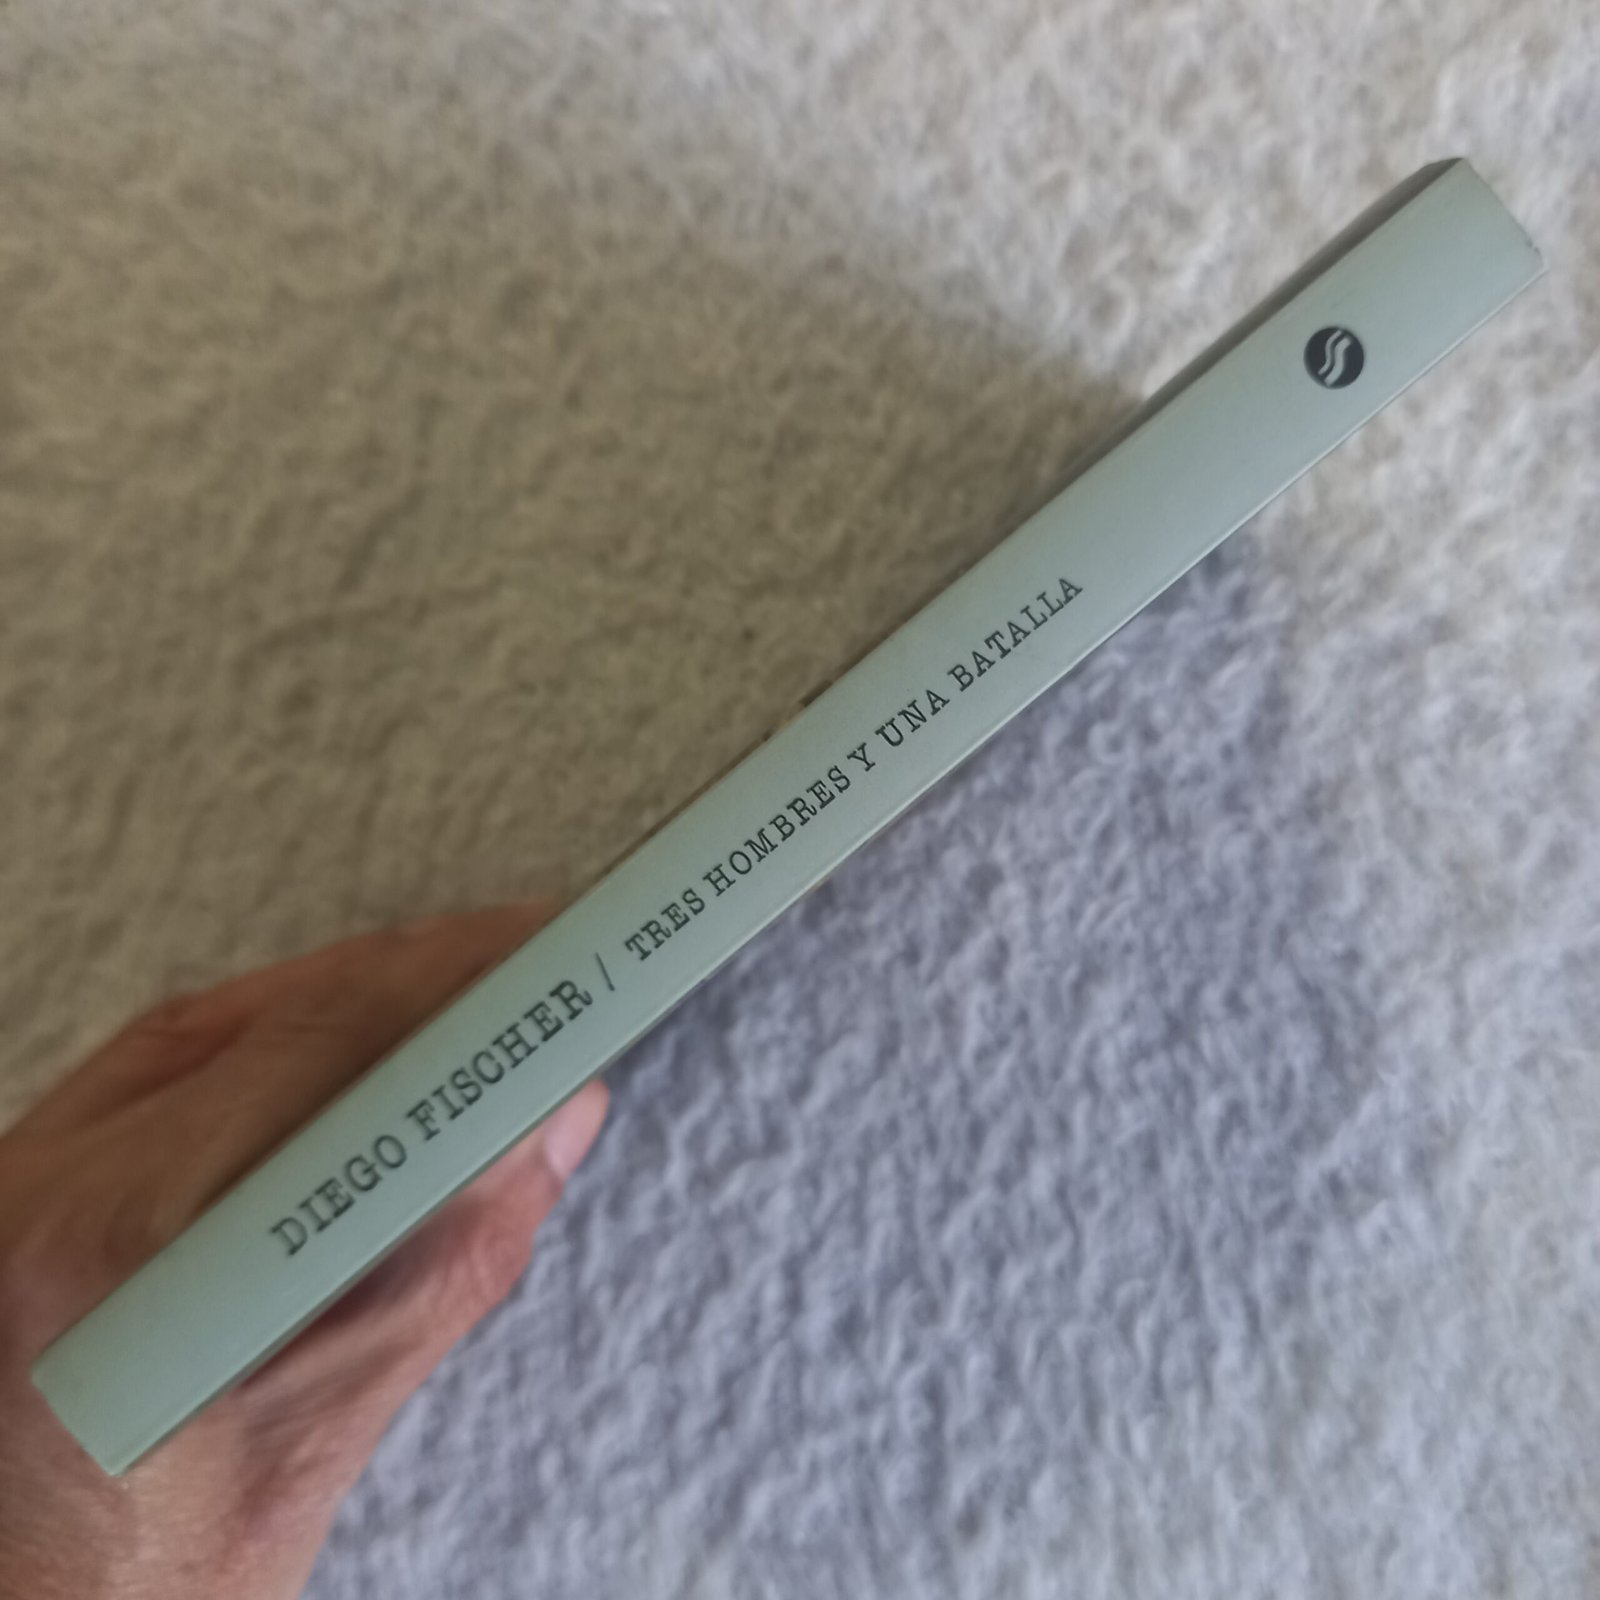 DIEGO FISCHER / TRES HOMBRES Y UNA BATALLA